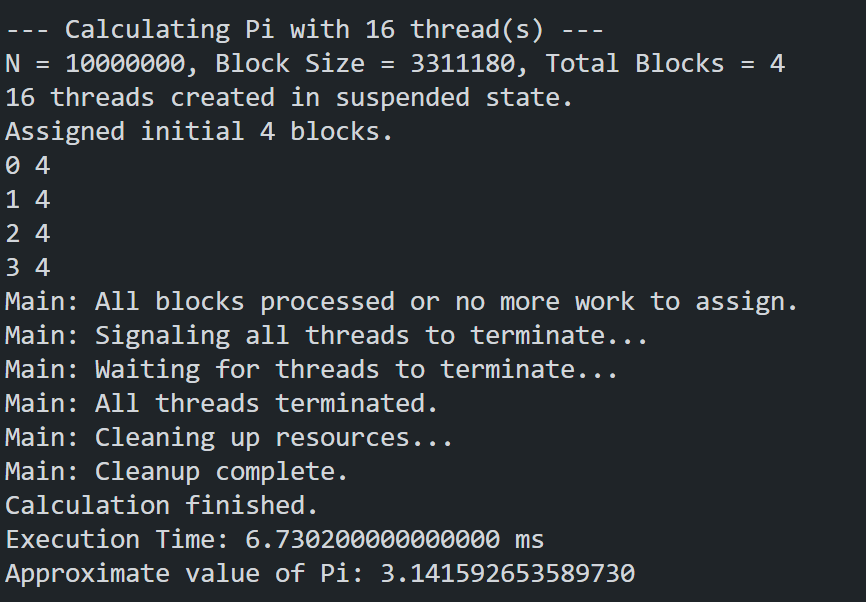 --- Calculating Pi with 16 thread(s) ---
N = 10000000, Block Size = 3311180, Total Blocks = 4
16 threads created in suspended state.
Assigned initial 4 blocks.
0 4
1 4
2 4
3 4
Main: All blocks processed or no more work to assign.
Main: Signaling all threads to terminate...
Main: Waiting for threads to terminate...
Main: All threads terminated.
Main: Cleaning up resources...
Main: Cleanup complete.
Calculation finished.
Execution Time: 6.730200000000000 ms
Approximate value of Pi: 3.141592653589730